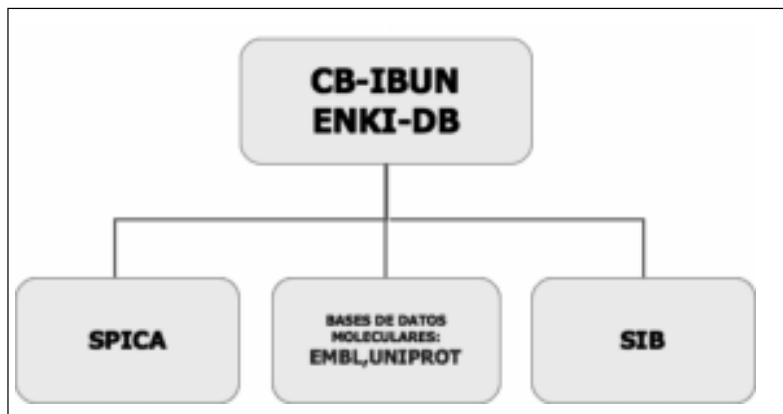 CB-IBUN
ENKI-DB
SPICA
BASES DE DATOS
MOLECULARES:
EMBL,UNIPROT
SIB